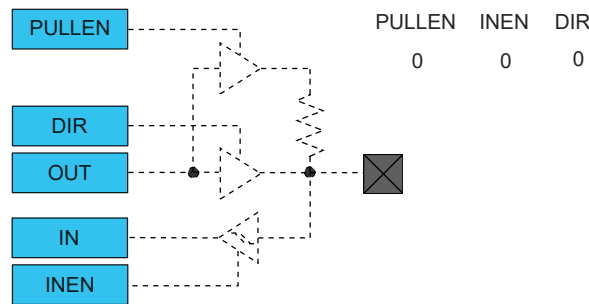 PULLEN
DIR
OUT
IN
INEN
PULLEN INEN DIR
0 0 0